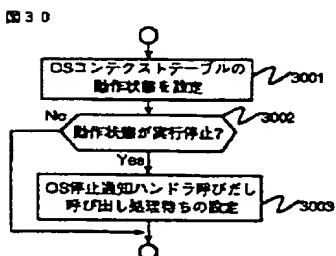 図30
OSコンテクストテーブルの
動作状態を設定
3001
No
3002
動作状態が実行停止?
Yes
OS停止通知ハンドラ呼びだし
呼び出し処理待ちの設定
3003